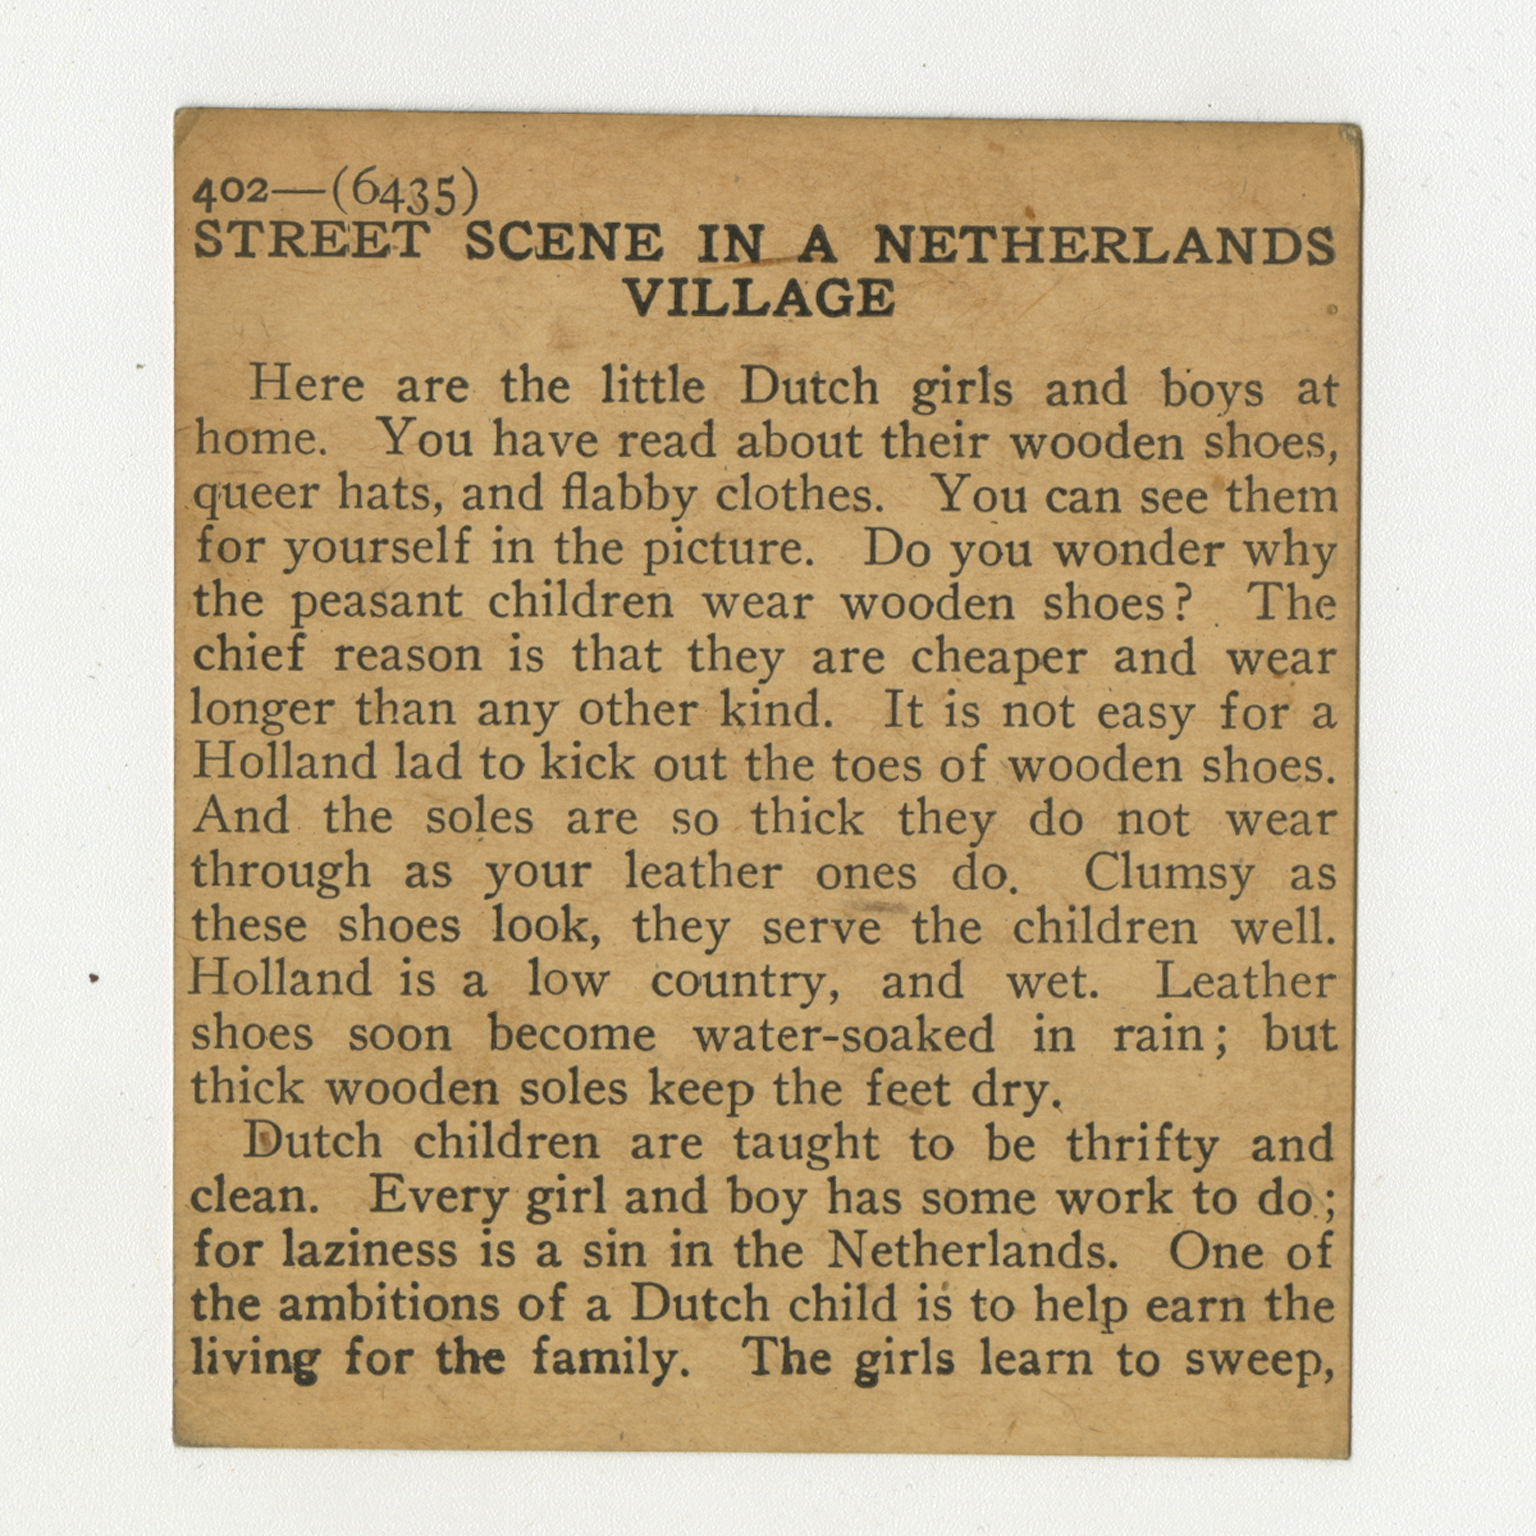 402—(6435)
STREET SCENE IN A NETHERLANDS
VILLAGE
Here are the little Dutch girls and boys at
home. You have read about their wooden shoes,
queer hats, and flabby clothes. You can see them
for yourself in the picture. Do you wonder why
the peasant children wear wooden shoes? The
chief reason is that they are cheaper and wear
longer than any other kind. It is not easy for a
Holland lad to kick out the toes of wooden shoes.
And the soles are so thick they do not wear
through as your leather ones do. Clumsy as
these shoes look, they serve the children well.
Holland is a low country, and wet. Leather
shoes soon become water-soaked in rain; but
thick wooden soles keep the feet dry.
Dutch children are taught to be thrifty and
clean. Every girl and boy has some work to do;
for laziness is a sin in the Netherlands. One of
the ambitions of a Dutch child is to help earn the
living for the family. The girls learn to sweep,